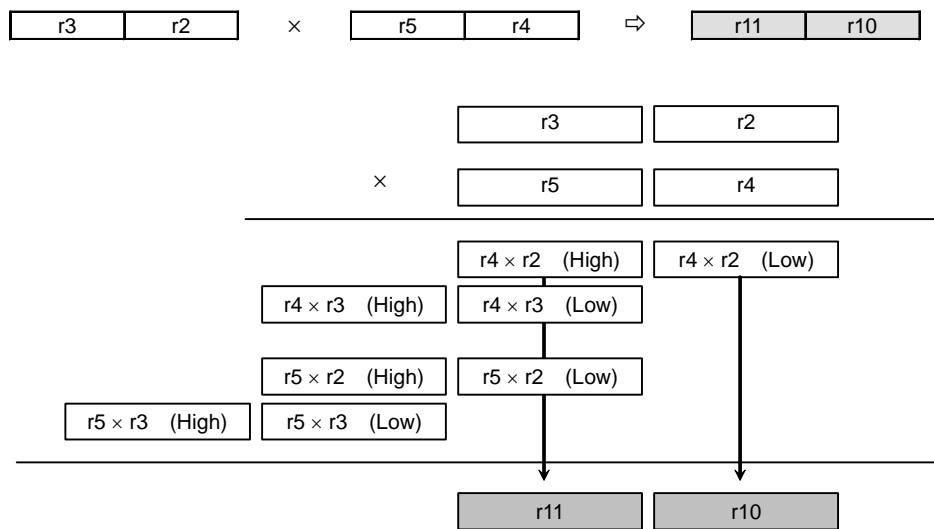 r3 r2 × r5 r4 ⇨ r11 r10
r3 r2
× r5 r4
r4 × r2 (High) r4 × r2 (Low)
r4 × r3 (High) r4 × r3 (Low)
r5 × r2 (High) r5 × r2 (Low)
r5 × r3 (High) r5 × r3 (Low)
r11 r10